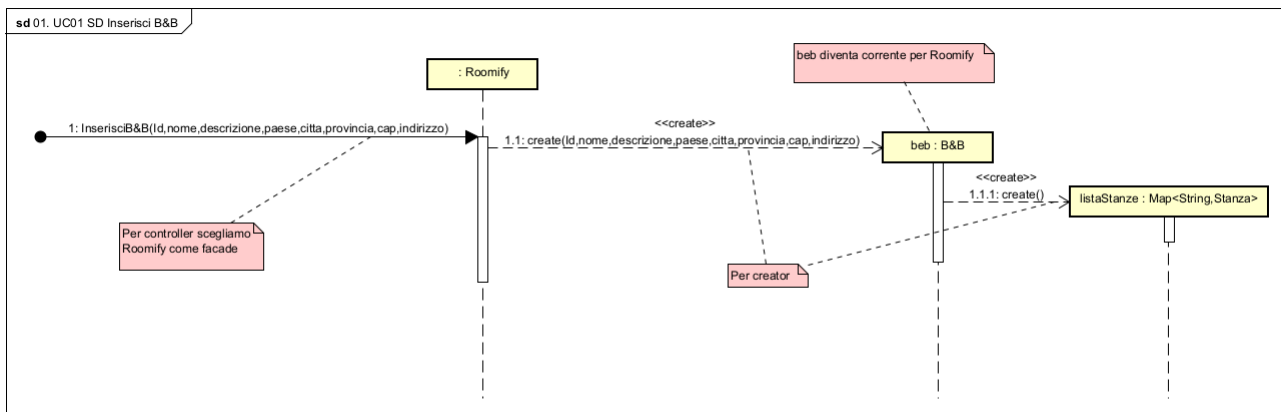 sd 01. UC01 SD Inserisci B&B
beb diventa corrente per Roomify
: Roomify
1: InserisciB&B(Id,nome,descrizione,paese,citta,provincia,cap,indirizzo)
<<create>>
1.1: create(Id,nome,descrizione,paese,citta,provincia,cap,indirizzo)
beb : B&B
<<create>>
1.1.1: create()
listaStanze : Map<String,Stanza>
Per controller scegliamo
Roomify come facade
Per creator